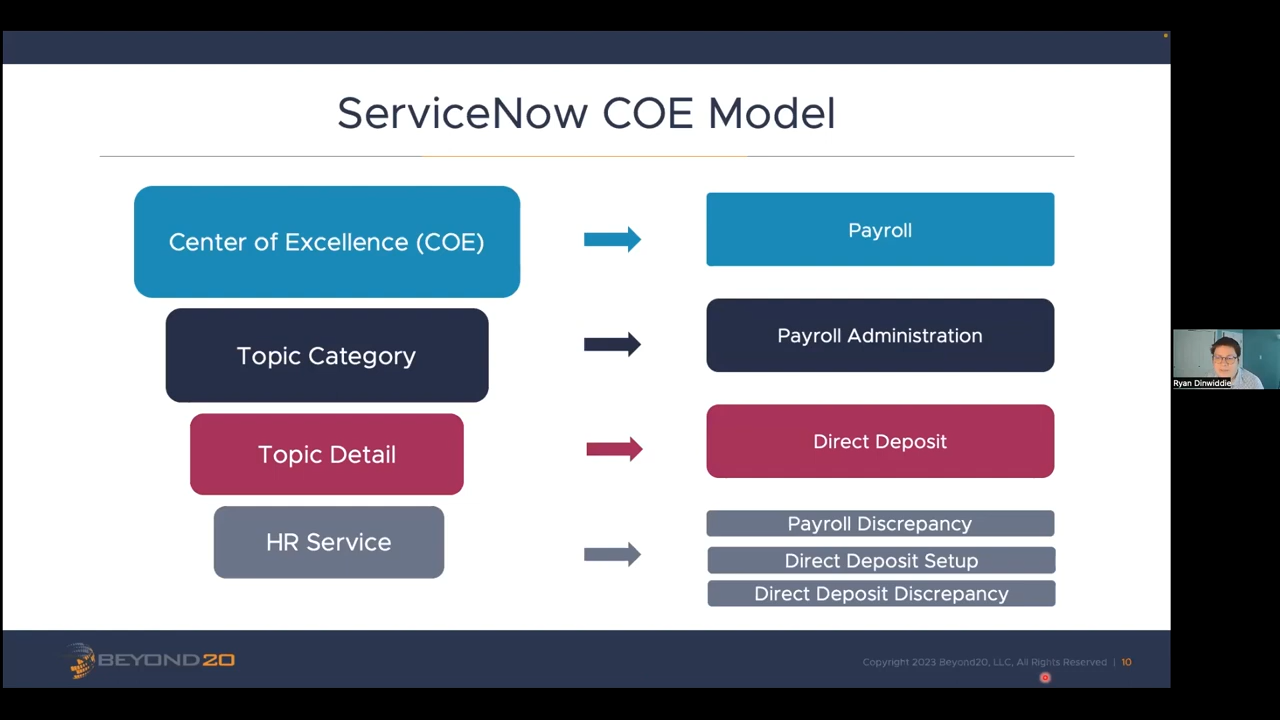 ServiceNow COE Model
Center of Excellence (COE)
Payroll
Topic Category
Payroll Administration
Topic Detail
Direct Deposit
HR Service
Payroll Discrepancy
Direct Deposit Setup
Direct Deposit Discrepancy
Ryan Dinwiddie
BEYOND20
Copyright 2023 Beyond20, LLC, All Rights Reserved | 10